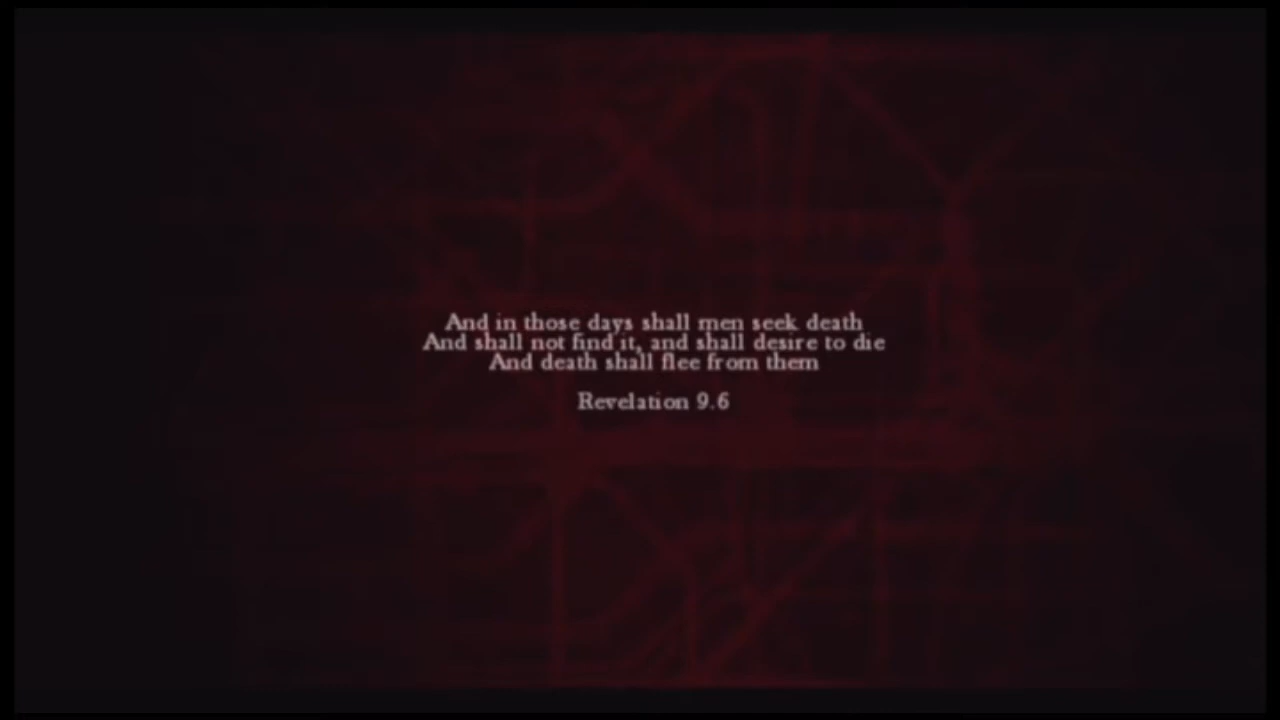 And in those days shall men seek death
And shall not find it, and shall desire to die
And death shall flee from them
Revelation 9.6